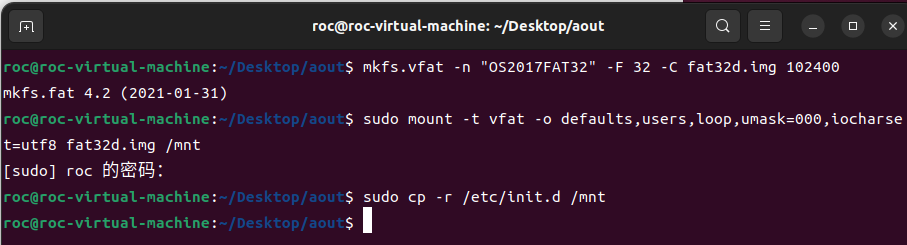 roc@roc-virtual-machine: ~/Desktop/aout
roc@roc-virtual-machine:~/Desktop/aout$ mkfs.vfat -n "OS2017FAT32" -F 32 -C fat32d.img 102400
mkfs.fat 4.2 (2021-01-31)
roc@roc-virtual-machine:~/Desktop/aout$ sudo mount -t vfat -o defaults,users,loop,umask=000,iocharse
t=utf8 fat32d.img /mnt
[sudo] roc 的密码：
roc@roc-virtual-machine:~/Desktop/aout$ sudo cp -r /etc/init.d /mnt
roc@roc-virtual-machine:~/Desktop/aout$